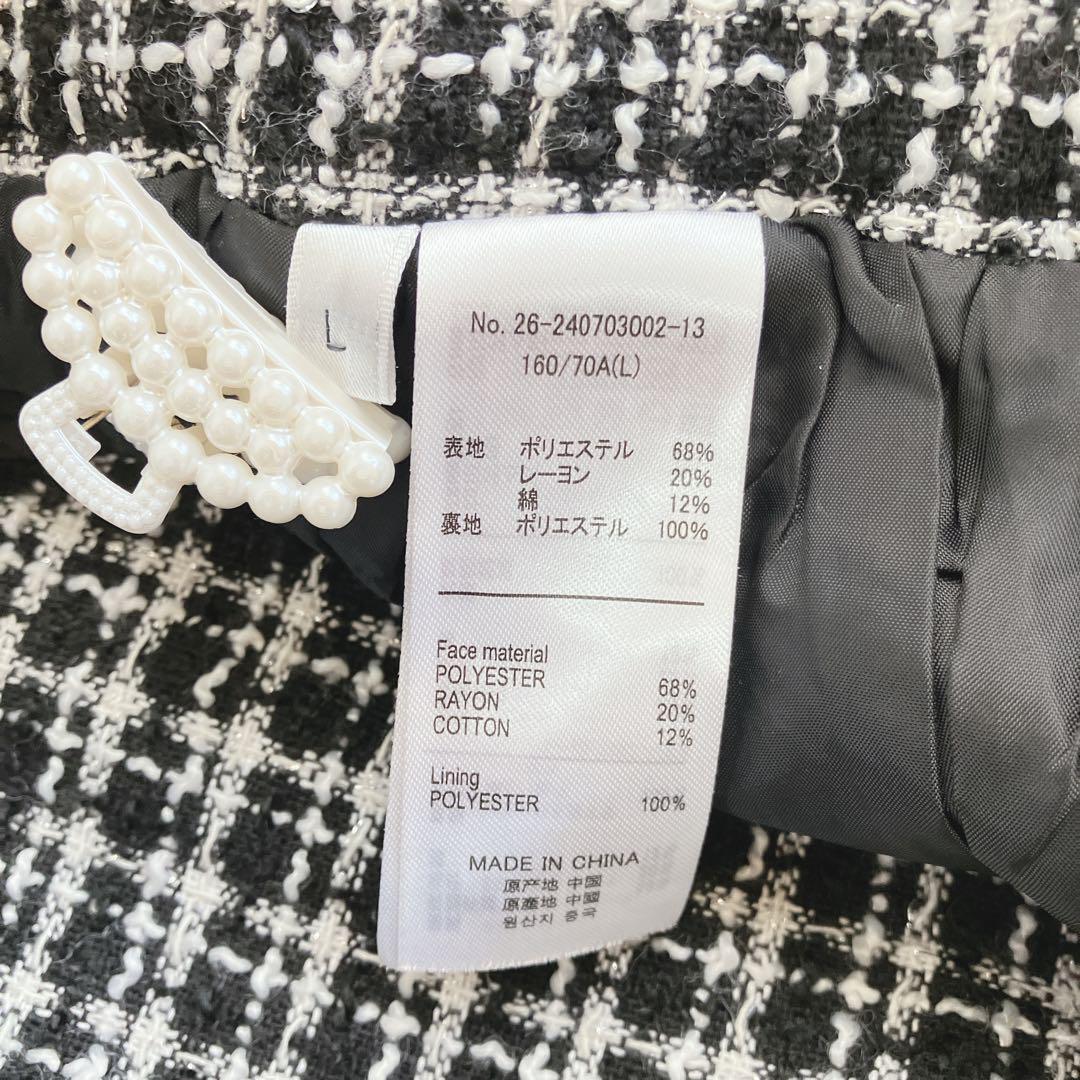 L
No. 26-240703002-13
160/70A(L)
表地 ポリエステル 68%
レーヨン 20%
綿 12%
裏地 ポリエステル 100%
Face material
POLYESTER 68%
RAYON 20%
COTTON 12%
Lining
POLYESTER 100%
MADE IN CHINA
原产地 中国
原產地 中國
원산지 중국